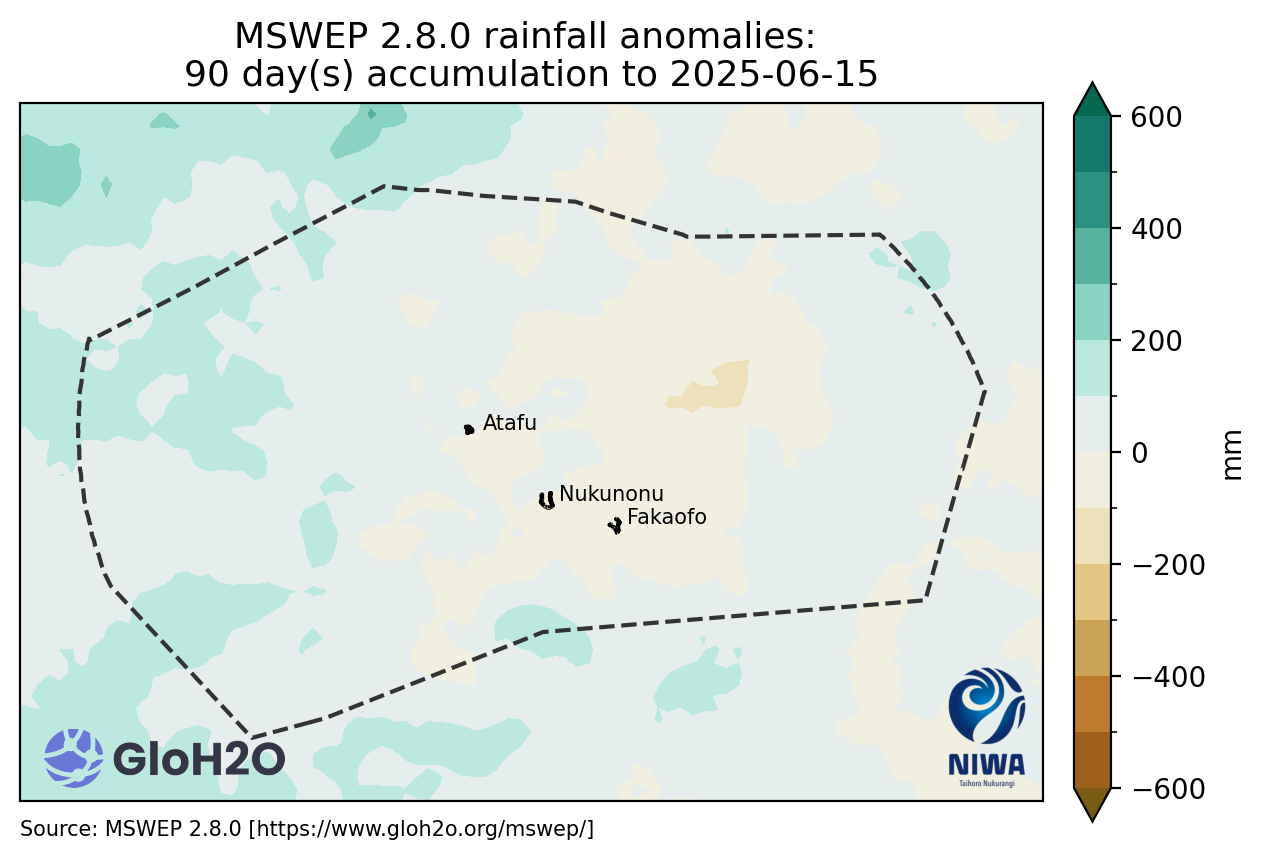 MSWEP 2.8.0 rainfall anomalies:
90 day(s) accumulation to 2025-06-15
600
400
200
0
−200
−400
−600
mm
Atafu
Nukunonu
Fakaofo
GloH2O
NIWA
Taihoro Nukurangi
Source: MSWEP 2.8.0 [https://www.gloh2o.org/mswep/]